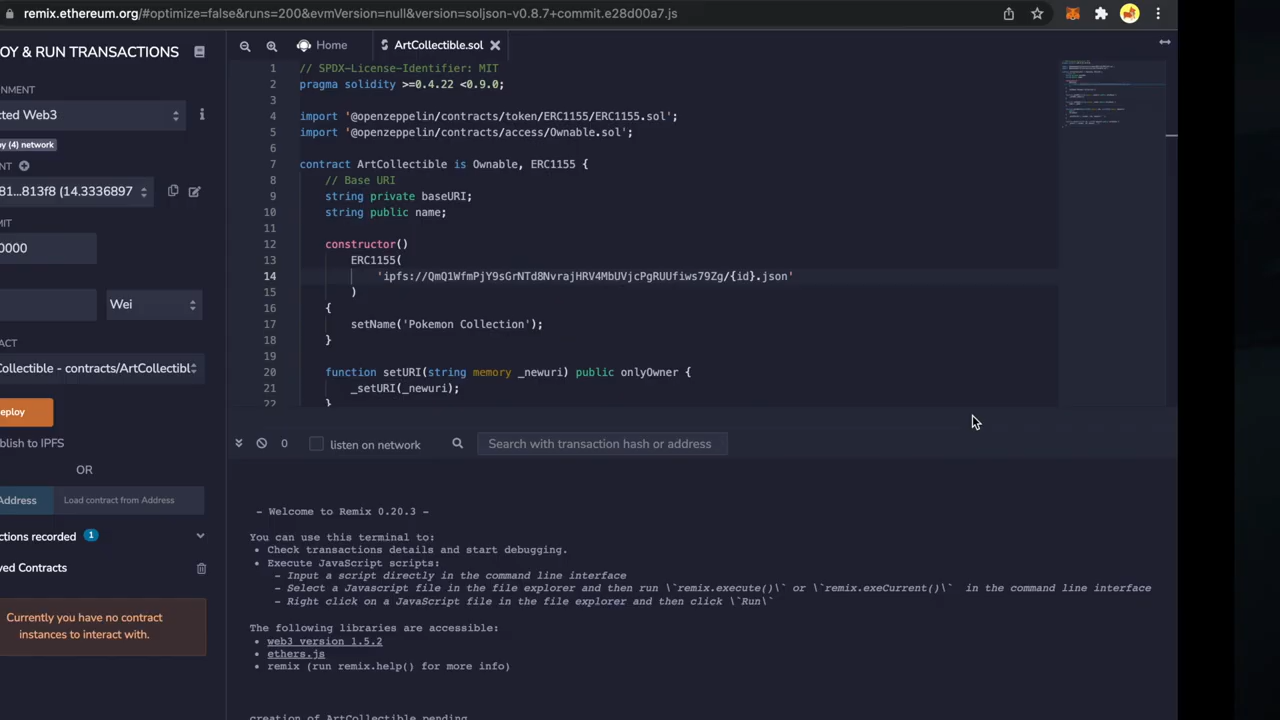 remix.ethereum.org/#optimize=false&runs=200&evmVersion=null&version=soljson-v0.8.7+commit.e28d00a7.js
OY & RUN TRANSACTIONS
Home
ArtCollectible.sol
ONMENT
cted Web3
by (4) network
NT
81...813f8 (14.3336897
MIT
0000
Wei
ACT
Collectible - contracts/ArtCollectibl
eploy
blish to IPFS
OR
Address
Load contract from Address
ctions recorded 1
yed Contracts
Currently you have no contract
instances to interact with.
1 // SPDX-License-Identifier: MIT
2 pragma solidity >=0.4.22 <0.9.0;
3
4 import '@openzeppelin/contracts/token/ERC1155/ERC1155.sol';
5 import '@openzeppelin/contracts/access/Ownable.sol';
6
7 contract ArtCollectible is Ownable, ERC1155 {
8 // Base URI
9 string private baseURI;
10 string public name;
11
12 constructor()
13 ERC1155(
14 'ipfs://QmQ1WfmPjY9sGrNTd8NvrajHRV4MbUVjcPgRUUfiws79Zg/{id}.json'
15 )
16 {
17 setName('Pokemon Collection');
18 }
19
20 function setURI(string memory _newuri) public onlyOwner {
21 _setURI(_newuri);
22 }
0
listen on network
Search with transaction hash or address
- Welcome to Remix 0.20.3 -
You can use this terminal to:
• Check transactions details and start debugging.
• Execute JavaScript scripts:
- Input a script directly in the command line interface
- Select a Javascript file in the file explorer and then run \`remix.execute()\` or \`remix.exeCurrent()\` in the command line interface
- Right click on a JavaScript file in the file explorer and then click \`Run\`
The following libraries are accessible:
• web3 version 1.5.2
• ethers.js
• remix (run remix.help() for more info)
creation of ArtCollectible pending